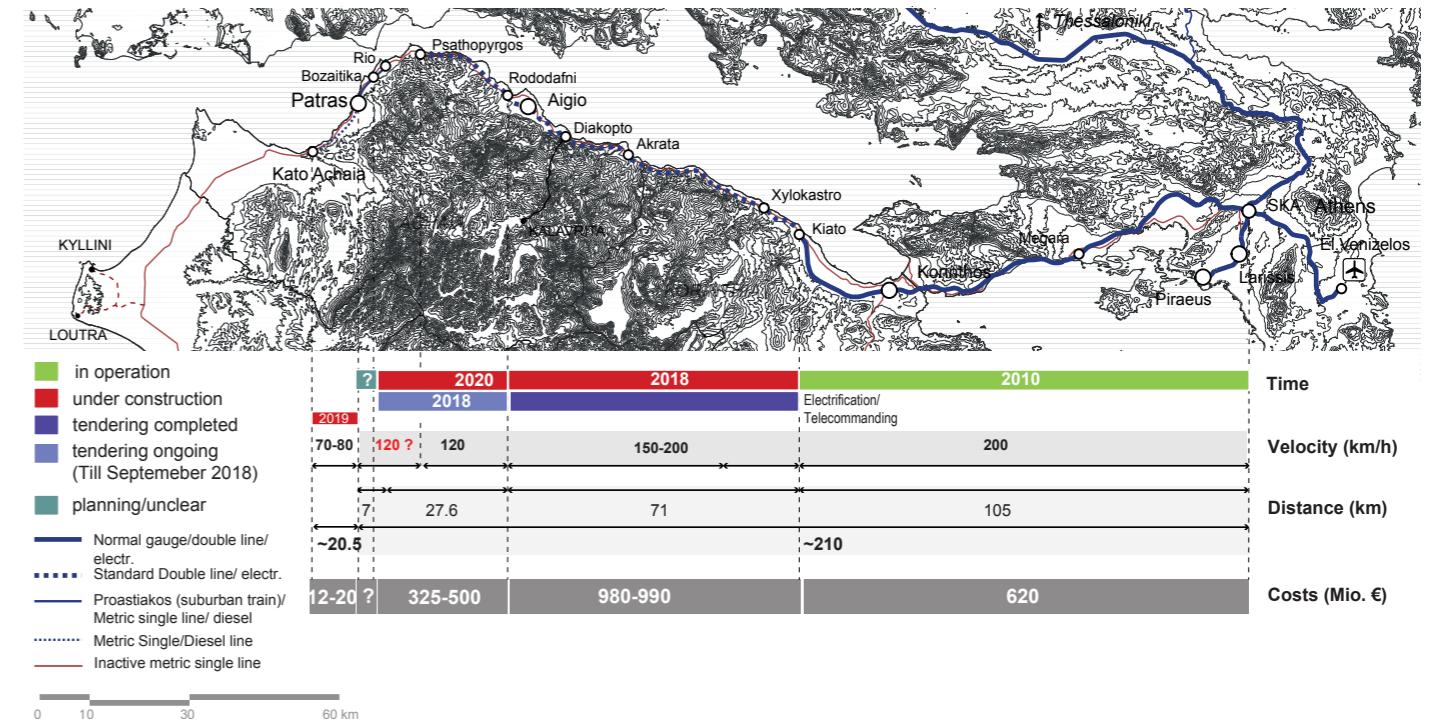 Thessaloniki
Psathopyrgos
Rio
Bozaitika
Rododafni
Patras
Aigio
Diakopto
Akrata
Kato Achaia
Xylokastro
SKA Athens
KALAVRITA
Kiato
KYLLINI
Megara
El.Venizelos
Korinthos
Larissis
Piraeus
LOUTRA
in operation
under construction
tendering completed
tendering ongoing
(Till Septemeber 2018)
planning/unclear
Normal gauge/double line/
electr.
Standard Double line/ electr.
Proastiakos (suburban train)/
Metric single line/ diesel
Metric Single/Diesel line
Inactive metric single line
0 10 30 60 km
? 2020 2018 2010 Time
2018 Electrification/
2019 Telecommanding
70-80 120 ? 120 150-200 200 Velocity (km/h)
7 27.6 71 105 Distance (km)
~20.5 ~210
12-20 ? 325-500 980-990 620 Costs (Mio. €)